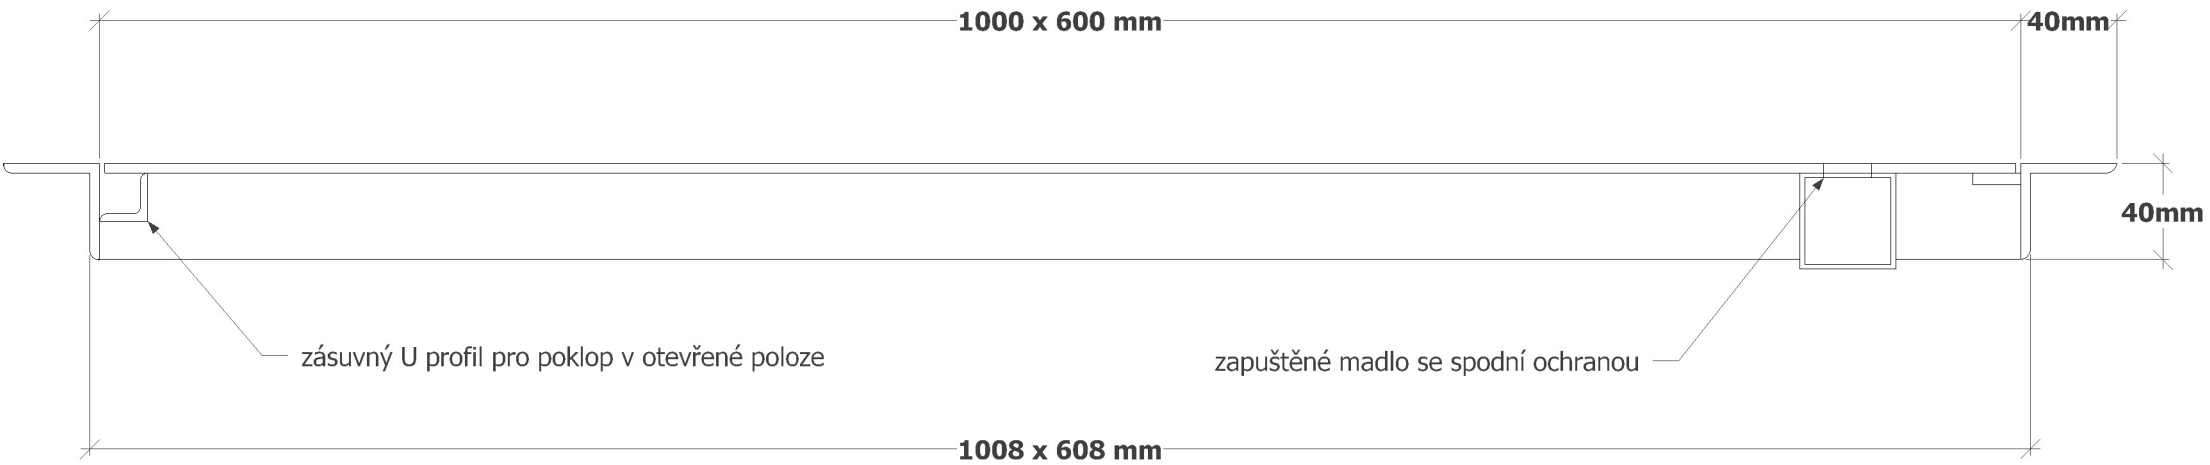 1000 x 600 mm
40mm
40mm
zásuvný U profil pro poklop v otevřené poloze
zapuštěné madlo se spodní ochranou
1008 x 608 mm